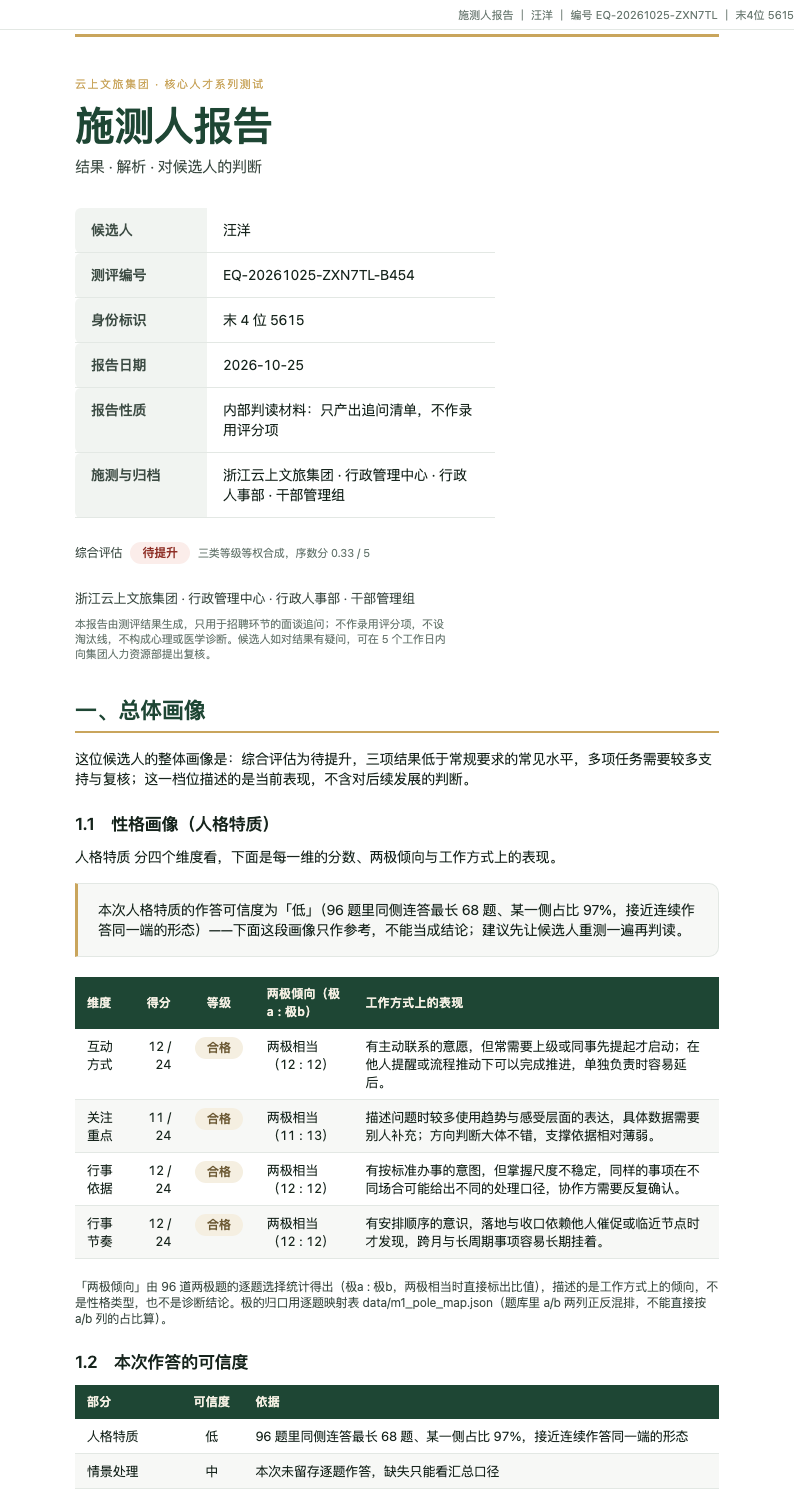 施测人报告 | 汪洋 | 编号 EQ-20261025-ZXN7TL | 末4位 5615
云上文旅集团 · 核心人才系列测试
施测人报告
结果 · 解析 · 对候选人的判断
候选人 汪洋
测评编号 EQ-20261025-ZXN7TL-B454
身份标识 末 4 位 5615
报告日期 2026-10-25
报告性质 内部判读材料：只产出追问清单，不作录
用评分项
施测与归档 浙江云上文旅集团 · 行政管理中心 · 行政
人事部 · 干部管理组
综合评估 待提升 三类等级等权合成，序数分 0.33 / 5
浙江云上文旅集团 · 行政管理中心 · 行政人事部 · 干部管理组
本报告由测评结果生成，只用于招聘环节的面谈追问；不作录用评分项，不设
淘汰线，不构成心理或医学诊断。候选人如对结果有疑问，可在 5 个工作日内
向集团人力资源部提出复核。
一、总体画像
这位候选人的整体画像是：综合评估为待提升，三项结果低于常规要求的常见水平，多项任务需要较多支
持与复核；这一档位描述的是当前表现，不含对后续发展的判断。
1.1 性格画像（人格特质）
人格特质 分四个维度看，下面是每一维的分数、两极倾向与工作方式上的表现。
本次人格特质的作答可信度为「低」（96 题里同侧连答最长 68 题、某一侧占比 97%，接近连续作
答同一端的形态）——下面这段画像只作参考，不能当成结论；建议先让候选人重测一遍再判读。
维度 得分 等级 两极倾向（极
a : 极b） 工作方式上的表现
互动
方式 12 /
24 合格 两极相当
（12 : 12） 有主动联系的意愿，但常需要上级或同事先提起才启动；在
他人提醒或流程推动下可以完成推进，单独负责时容易延
后。
关注
重点 11 /
24 合格 两极相当
（11 : 13） 描述问题时较多使用趋势与感受层面的表达，具体数据需要
别人补充；方向判断大体不错，支撑依据相对薄弱。
行事
依据 12 /
24 合格 两极相当
（12 : 12） 有按标准办事的意图，但掌握尺度不稳定，同样的事项在不
同场合可能给出不同的处理口径，协作方需要反复确认。
行事
节奏 12 /
24 合格 两极相当
（12 : 12） 有安排顺序的意识，落地与收口依赖他人催促或临近节点时
才发现，跨月与长周期事项容易长期挂着。
「两极倾向」由 96 道两极题的逐题选择统计得出（极a : 极b，两极相当时直接标出比值），描述的是工作方式上的倾向，不
是性格类型，也不是诊断结论。极的归口用逐题映射表 data/m1_pole_map.json（题库里 a/b 两列正反混排，不能直接按
a/b 列的占比算）。
1.2 本次作答的可信度
部分 可信度 依据
人格特质 低 96 题里同侧连答最长 68 题、某一侧占比 97%，接近连续作答同一端的形态
情景处理 中 本次未留存逐题作答，缺失只能看汇总口径